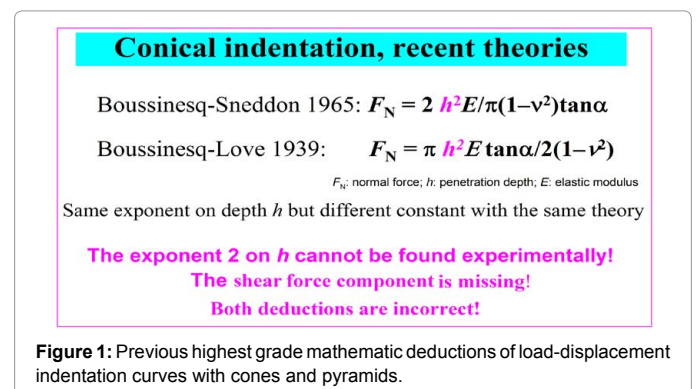 Conical indentation, recent theories
Boussinesq-Sneddon 1965: F_N = 2 h²E/π(1–ν²)tanα
Boussinesq-Love 1939: F_N = π h²E tanα/2(1–ν²)
F_N: normal force; h: penetration depth; E: elastic modulus
Same exponent on depth h but different constant with the same theory
The exponent 2 on h cannot be found experimentally!
The shear force component is missing!
Both deductions are incorrect!
Figure 1: Previous highest grade mathematic deductions of load-displacement
indentation curves with cones and pyramids.